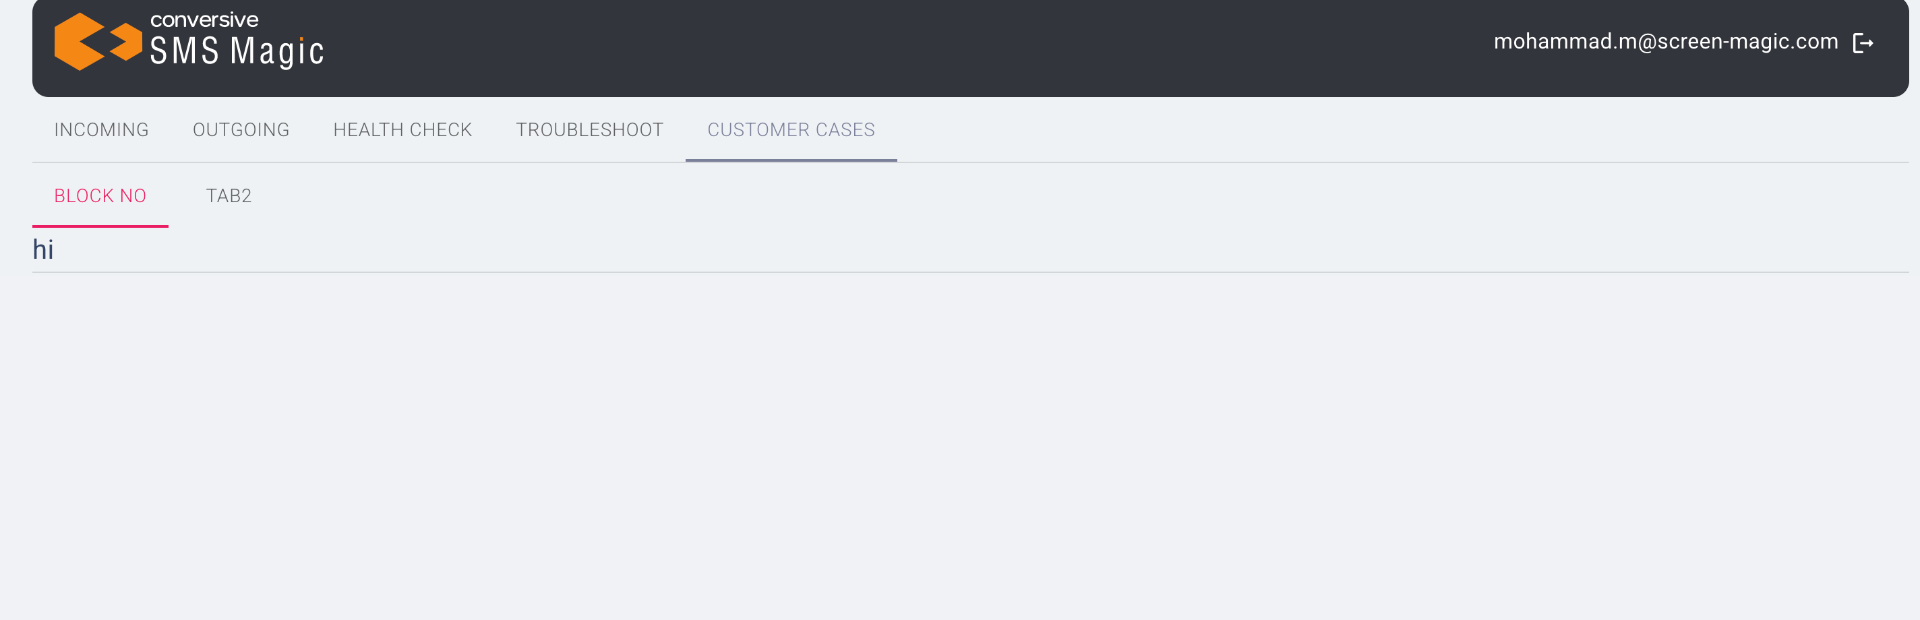 conversive
SMS Magic
mohammad.m@screen-magic.com
INCOMING OUTGOING HEALTH CHECK TROUBLESHOOT CUSTOMER CASES
BLOCK NO TAB2
hi